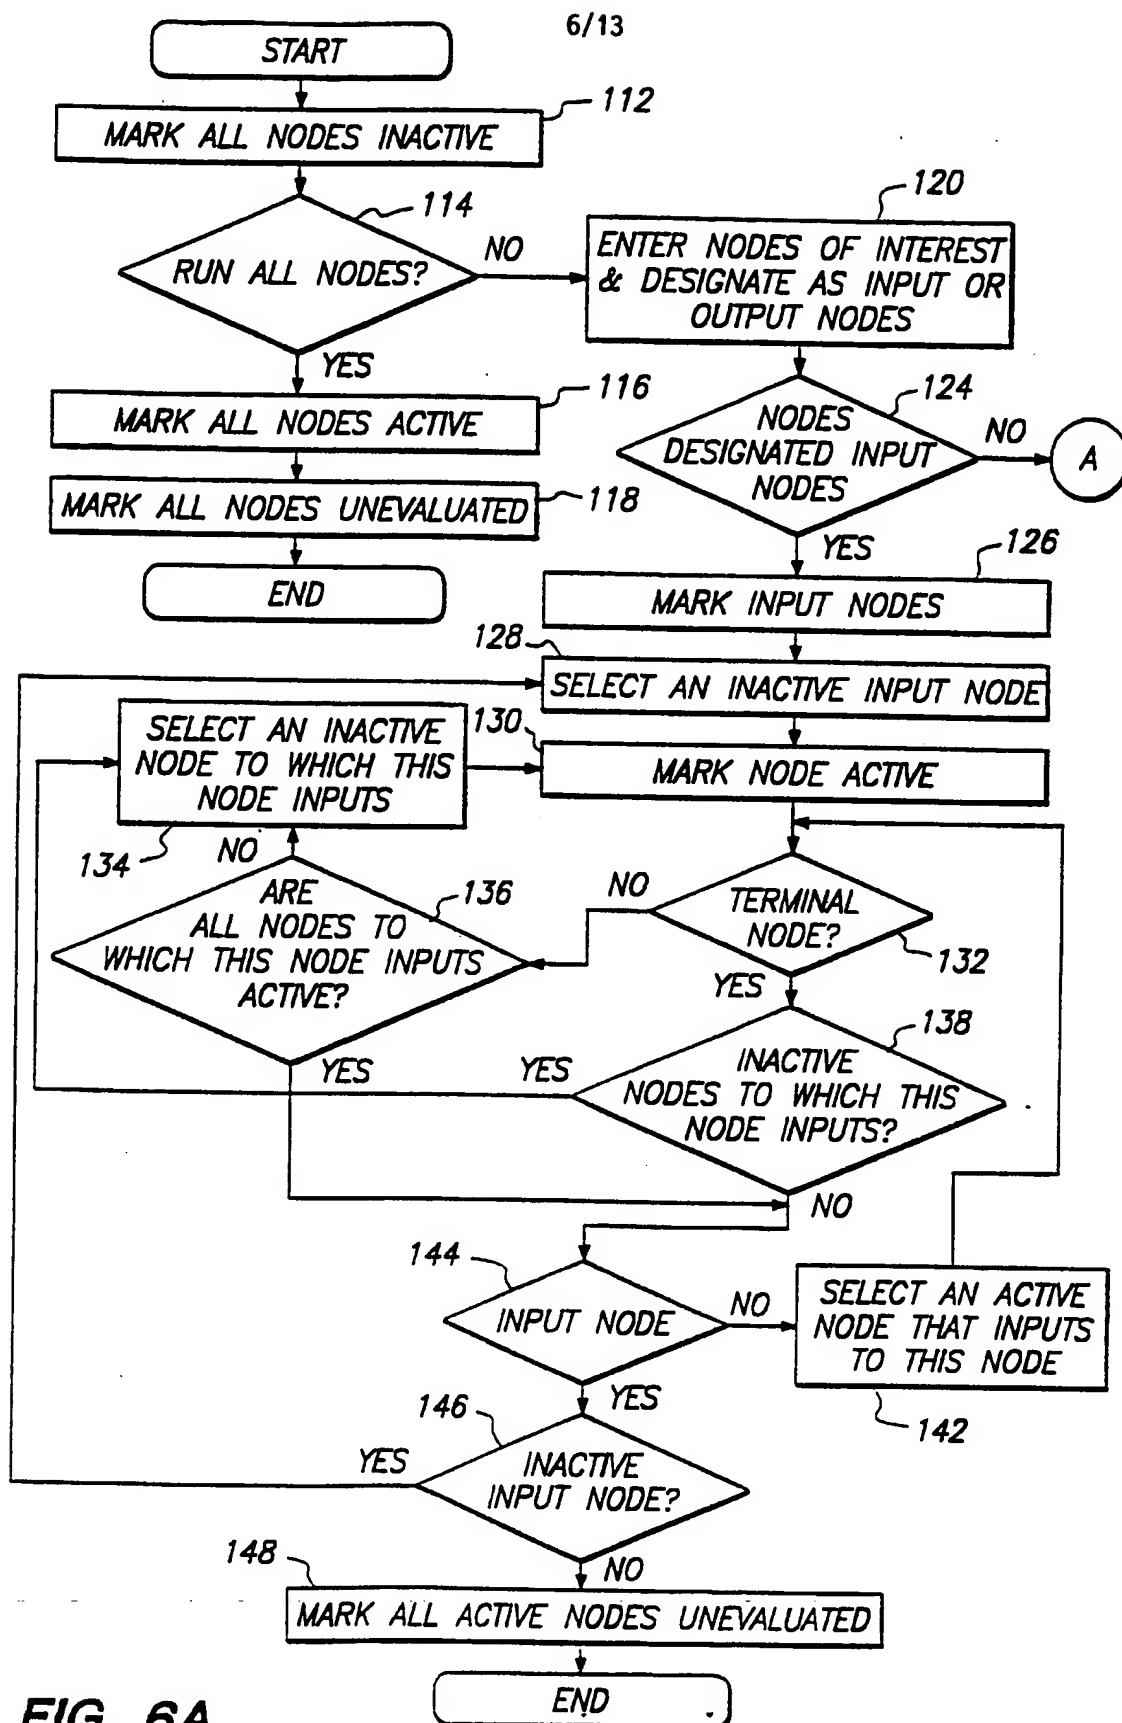 6/13
START
112
MARK ALL NODES INACTIVE
114
RUN ALL NODES?
NO
YES
120
ENTER NODES OF INTEREST
& DESIGNATE AS INPUT OR
OUTPUT NODES
116
MARK ALL NODES ACTIVE
118
MARK ALL NODES UNEVALUATED
END
124
NODES
DESIGNATED INPUT
NODES
NO
A
YES
126
MARK INPUT NODES
128
SELECT AN INACTIVE INPUT NODE
130
MARK NODE ACTIVE
SELECT AN INACTIVE
NODE TO WHICH THIS
NODE INPUTS
134
NO
136
ARE
ALL NODES TO
WHICH THIS NODE INPUTS
ACTIVE?
YES
NO
TERMINAL
NODE?
132
YES
138
INACTIVE
NODES TO WHICH THIS
NODE INPUTS?
YES
NO
144
INPUT NODE
NO
SELECT AN ACTIVE
NODE THAT INPUTS
TO THIS NODE
142
YES
146
INACTIVE
INPUT NODE?
YES
NO
148
MARK ALL ACTIVE NODES UNEVALUATED
END
FIG. 6A